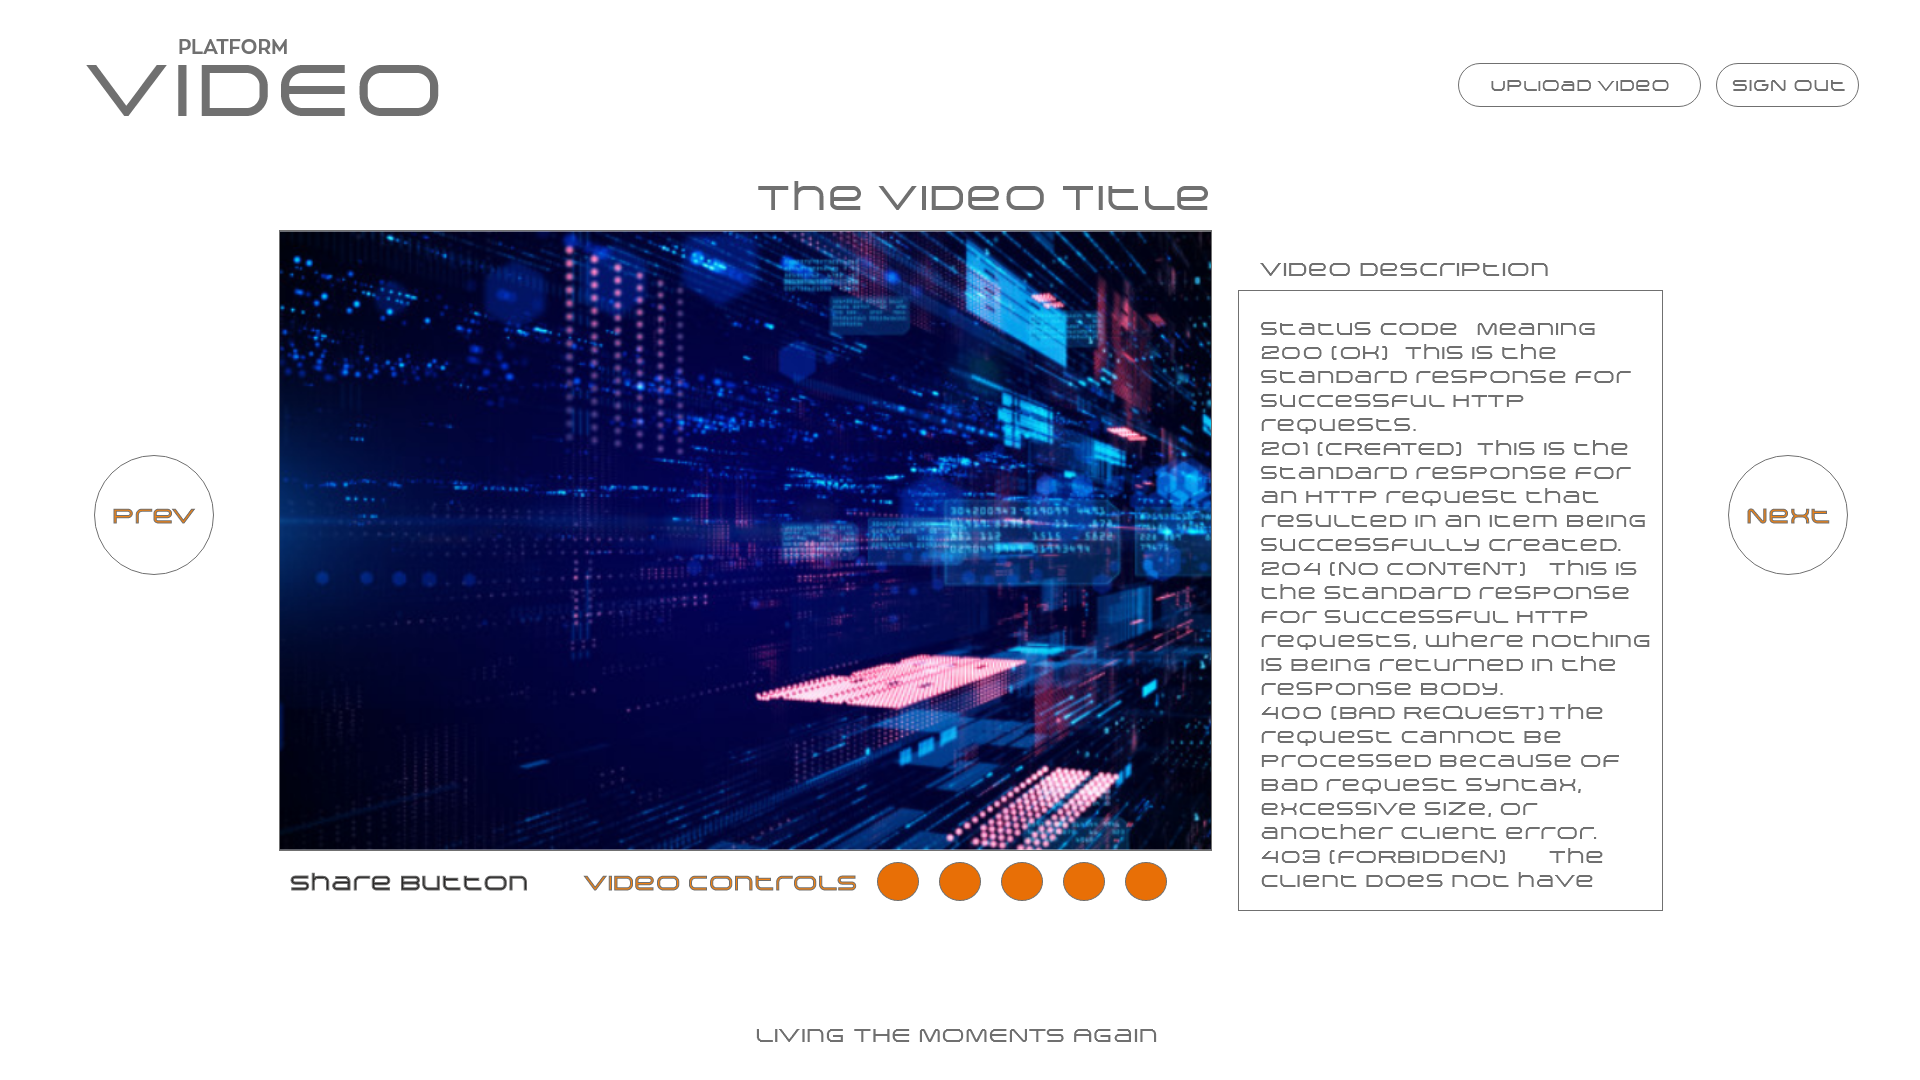 PLATFORM
VIDEO
UPLOAD VIDEO
SIGN OUT
The Video Title
Video Description
Status Code Meaning
200 (OK) This is the
standard response for
successful HTTP
requests.
201 (CREATED) This is the
standard response for
an HTTP request that
resulted in an item being
successfully created.
204 (NO CONTENT) This is
the standard response
for successful HTTP
requests, where nothing
is being returned in the
response body.
400 (BAD REQUEST) The
request cannot be
processed because of
bad request syntax,
excessive size, or
another client error.
403 (FORBIDDEN) The
client does not have
Prev
Next
Share Button
Video Controls
LIVING THE MOMENTS AGAIN